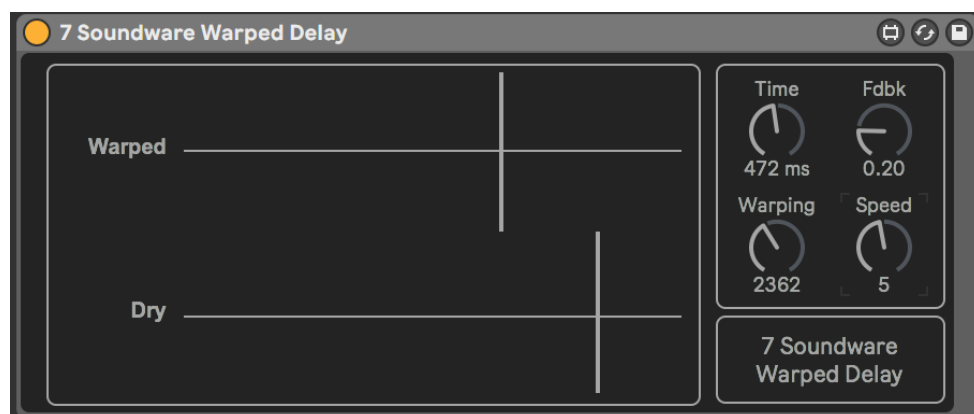 7 Soundware Warped Delay
Warped
Dry
Time Fdbk
472 ms 0.20
Warping Speed
2362 5
7 Soundware
Warped Delay